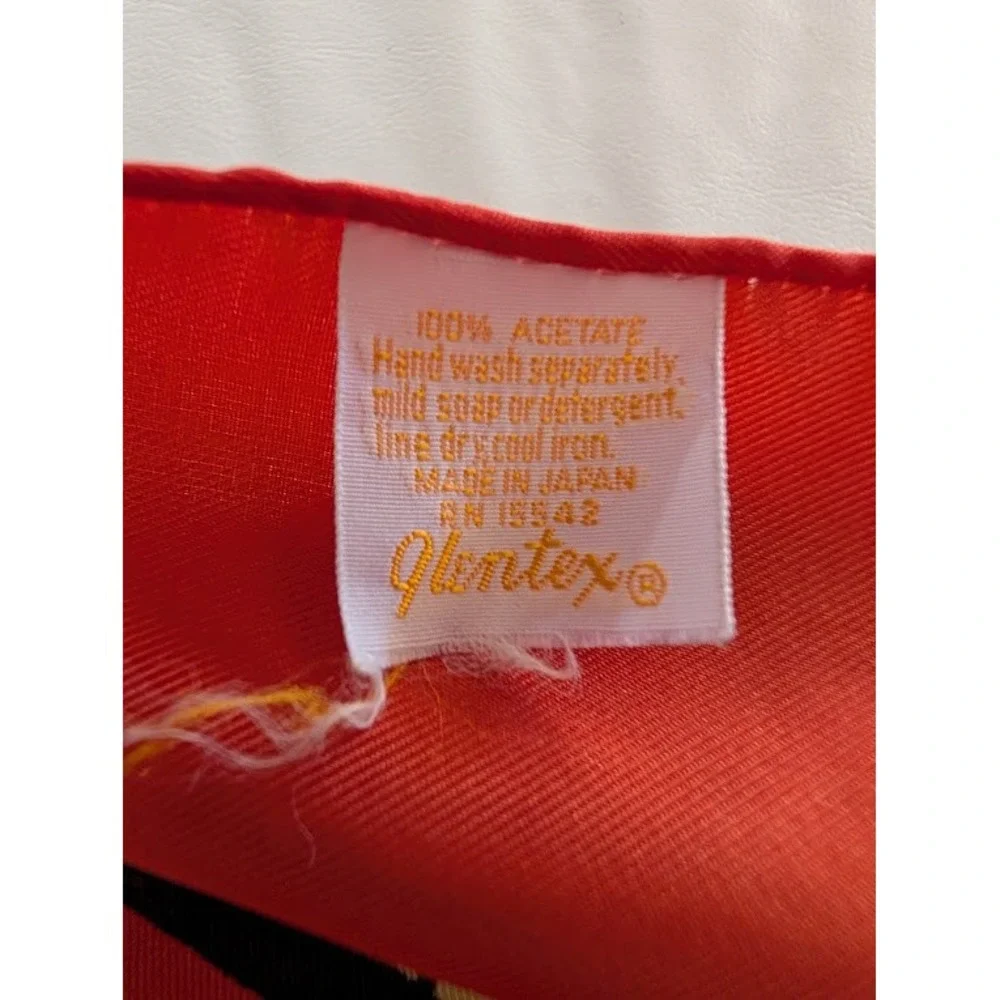 100% ACETATE
Hand wash separately,
mild soap or detergent,
line dry, cool iron.
MADE IN JAPAN
RN 15542
Glentex®